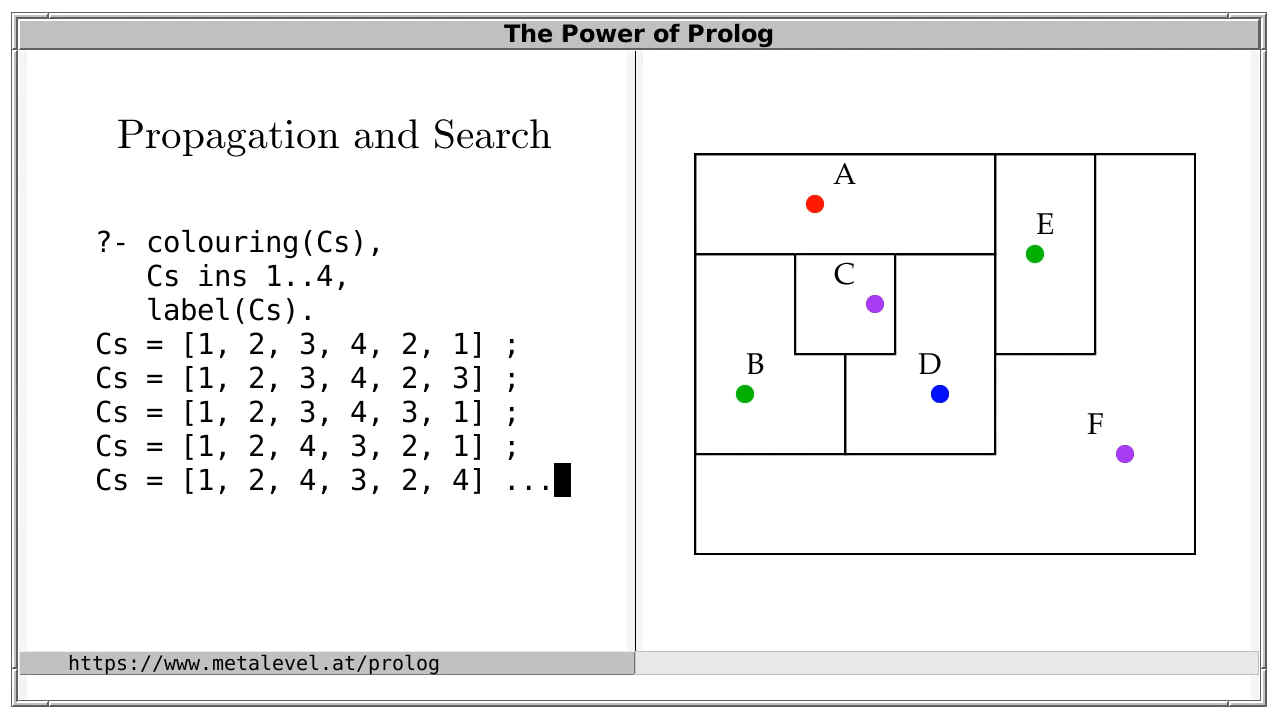 The Power of Prolog
Propagation and Search
?- colouring(Cs),
   Cs ins 1..4,
   label(Cs).
Cs = [1, 2, 3, 4, 2, 1] ;
Cs = [1, 2, 3, 4, 2, 3] ;
Cs = [1, 2, 3, 4, 3, 1] ;
Cs = [1, 2, 4, 3, 2, 1] ;
Cs = [1, 2, 4, 3, 2, 4] ...
A
E
C
B
D
F
https://www.metalevel.at/prolog